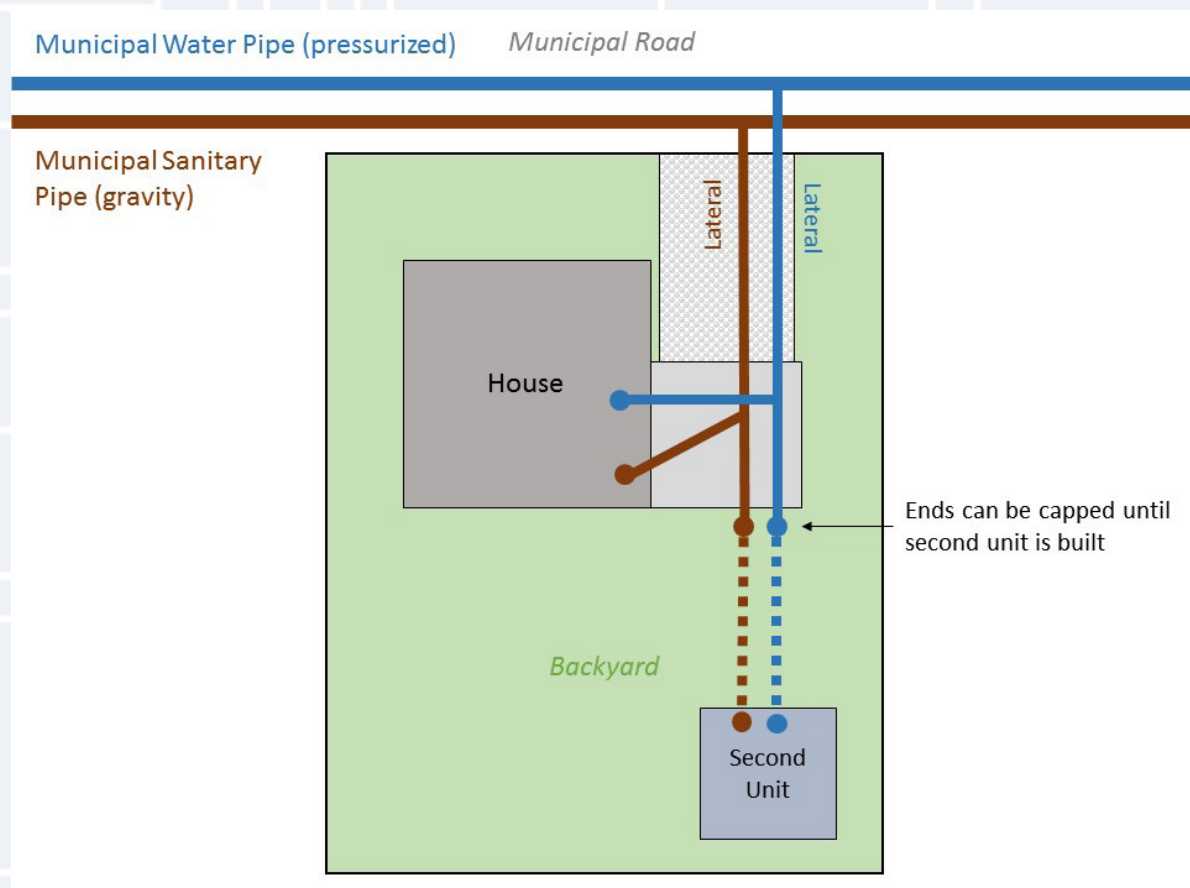 Municipal Water Pipe (pressurized)
Municipal Road
Municipal Sanitary
Pipe (gravity)
Lateral
Lateral
House
Ends can be capped until
second unit is built
Backyard
Second
Unit